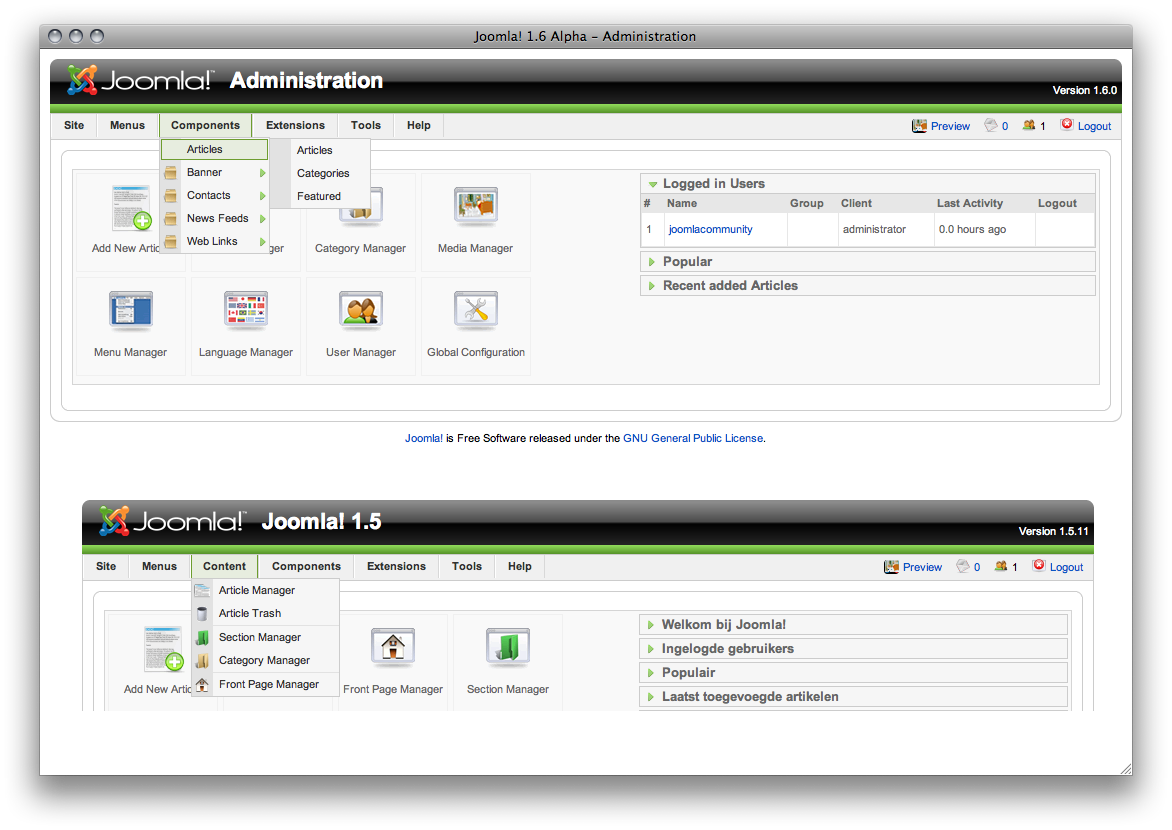 Joomla! 1.6 Alpha – Administration
Joomla!™ Administration
Version 1.6.0
Site Menus Components Extensions Tools Help Preview 0 1 Logout
Articles
Banner
Contacts
News Feeds
Web Links
Articles
Categories
Featured
Add New Artic
ger
Category Manager
Media Manager
Menu Manager
Language Manager
User Manager
Global Configuration
Logged in Users
# Name Group Client Last Activity Logout
1 joomlacommunity administrator 0.0 hours ago
Popular
Recent added Articles
Joomla! is Free Software released under the GNU General Public License.
Joomla!™ Joomla! 1.5
Version 1.5.11
Site Menus Content Components Extensions Tools Help Preview 0 1 Logout
Article Manager
Article Trash
Section Manager
Category Manager
Front Page Manager
Add New Artic
Front Page Manager
Section Manager
Welkom bij Joomla!
Ingelogde gebruikers
Populair
Laatst toegevoegde artikelen